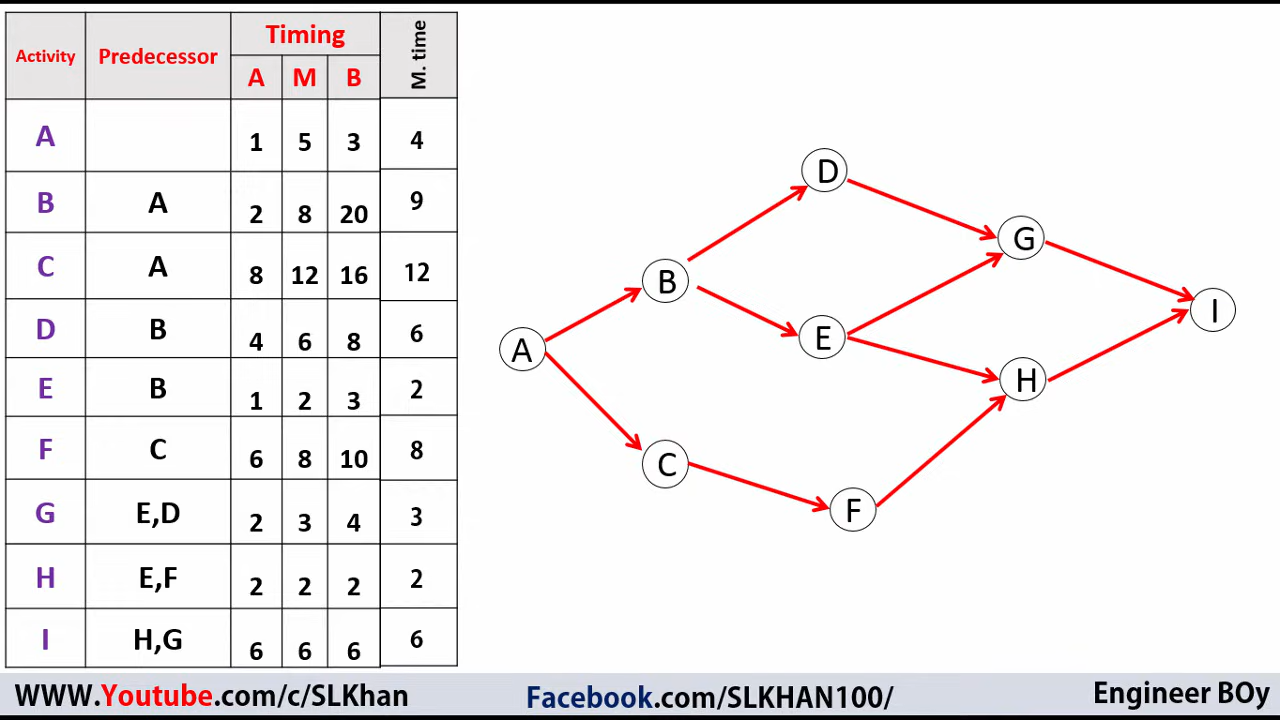 Activity Predecessor Timing M. time
A M B
A 1 5 3 4
B A 2 8 20 9
C A 8 12 16 12
D B 4 6 8 6
E B 1 2 3 2
F C 6 8 10 8
G E,D 2 3 4 3
H E,F 2 2 2 2
I H,G 6 6 6 6
D
G
B
I
E
A
H
C
F
WWW.Youtube.com/c/SLKhan
Facebook.com/SLKHAN100/
Engineer BOy